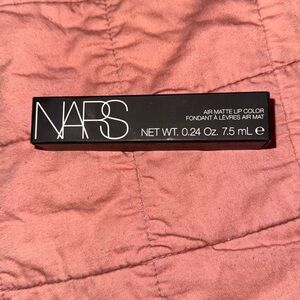 NARS
AIR MATTE LIP COLOR
FONDANT À LÈVRES AIR MAT
NET WT. 0.24 Oz. 7.5 mL ℮